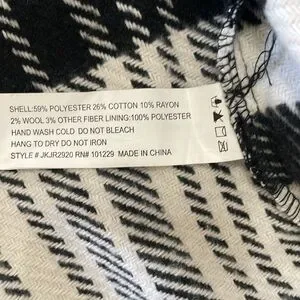 SHELL:59% POLYESTER 26% COTTON 10% RAYON
2% WOOL 3% OTHER FIBER LINING:100% POLYESTER
HAND WASH COLD DO NOT BLEACH
HANG TO DRY DO NOT IRON
STYLE # JKJR2920 RN# 101229 MADE IN CHINA